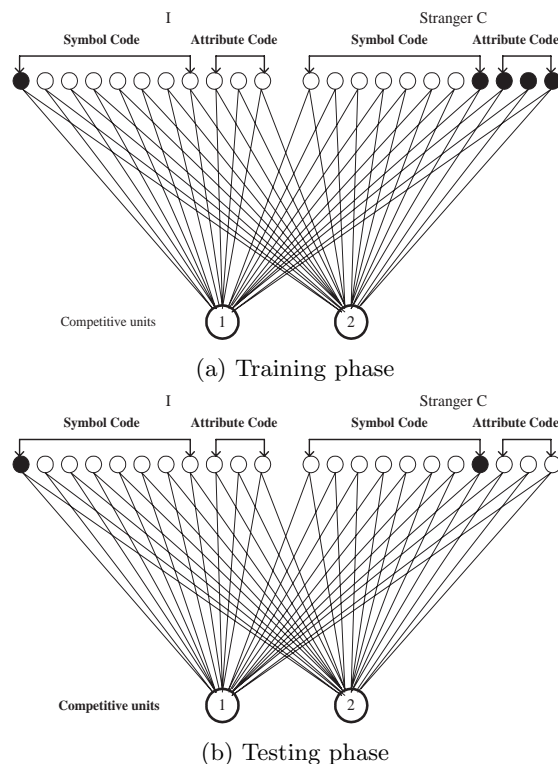 I Stranger C
Symbol Code Attribute Code Symbol Code Attribute Code
Competitive units 1 2
(a) Training phase
I Stranger C
Symbol Code Attribute Code Symbol Code Attribute Code
Competitive units 1 2
(b) Testing phase